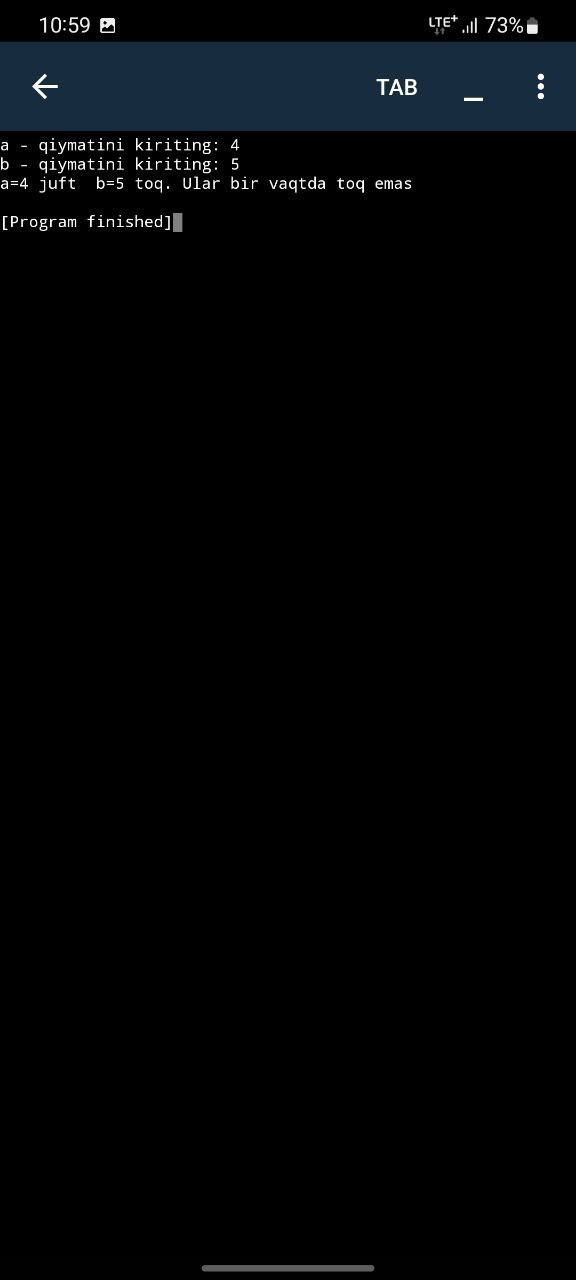 10:59 LTE+ 73%
TAB
a - qiymatini kiriting: 4
b - qiymatini kiriting: 5
a=4 juft  b=5 toq. Ular bir vaqtda toq emas
[Program finished]